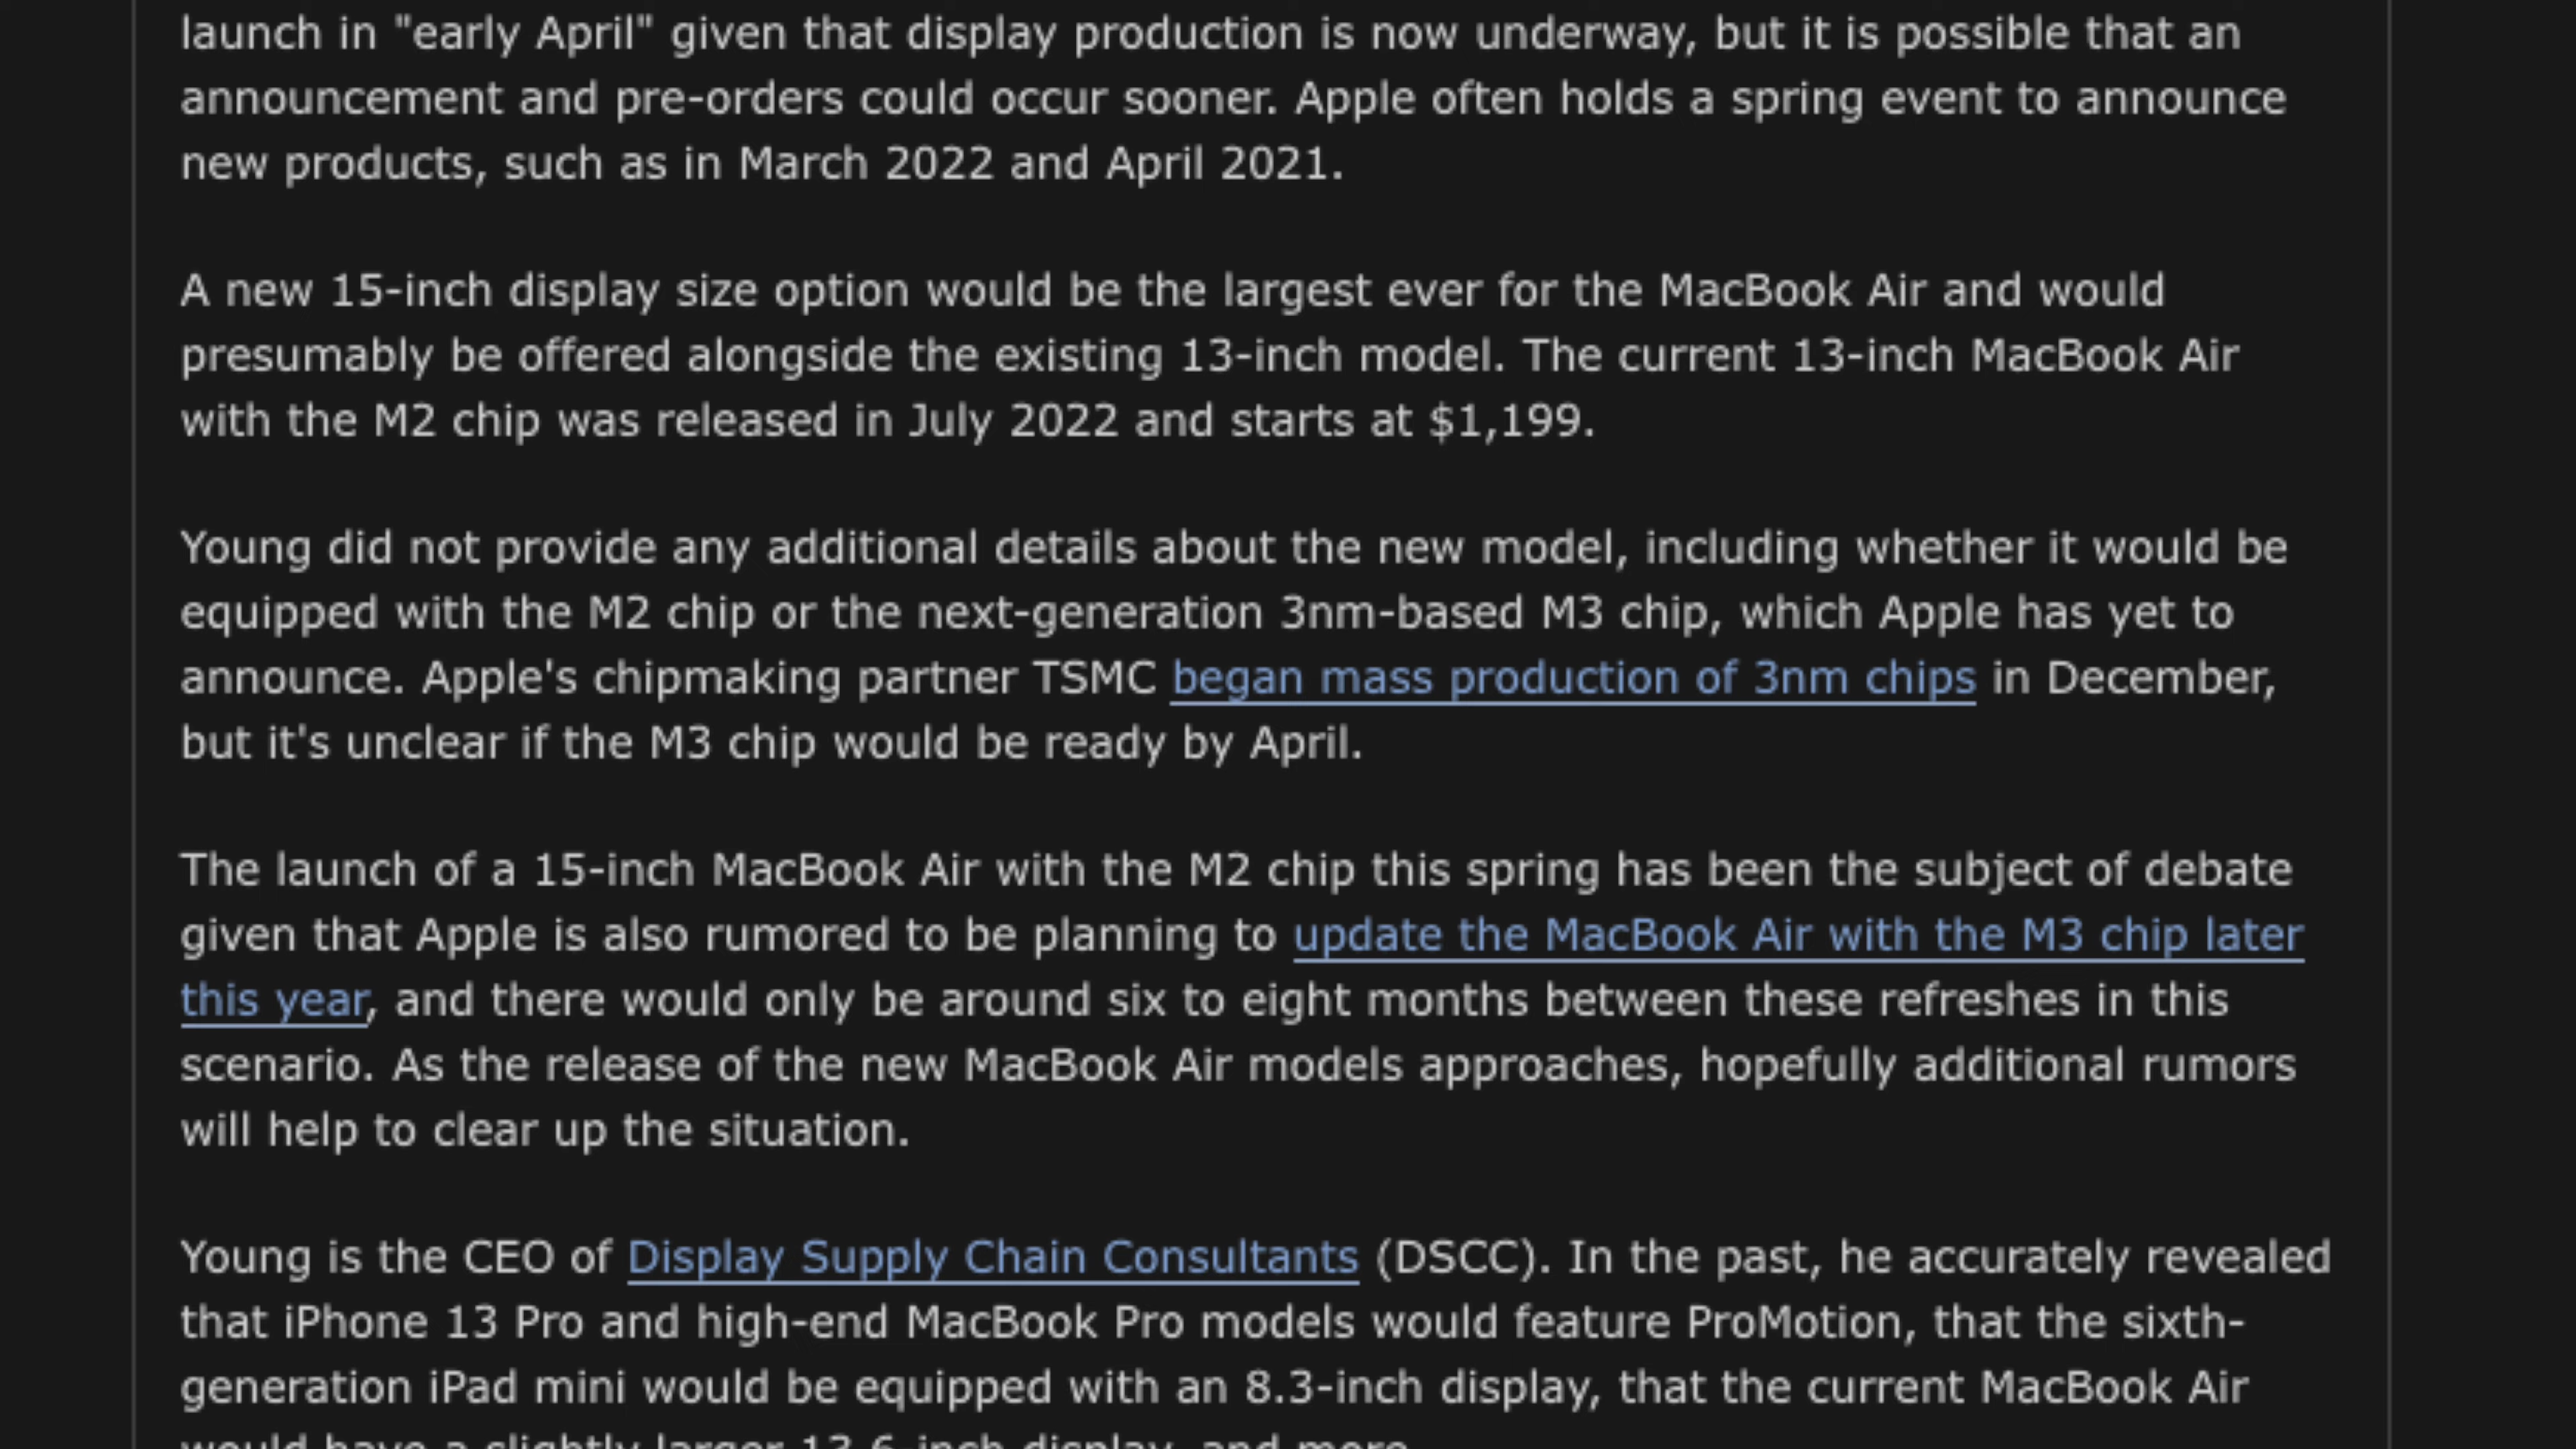 launch in "early April" given that display production is now underway, but it is possible that an
announcement and pre-orders could occur sooner. Apple often holds a spring event to announce
new products, such as in March 2022 and April 2021.
A new 15-inch display size option would be the largest ever for the MacBook Air and would
presumably be offered alongside the existing 13-inch model. The current 13-inch MacBook Air
with the M2 chip was released in July 2022 and starts at $1,199.
Young did not provide any additional details about the new model, including whether it would be
equipped with the M2 chip or the next-generation 3nm-based M3 chip, which Apple has yet to
announce. Apple's chipmaking partner TSMC began mass production of 3nm chips in December,
but it's unclear if the M3 chip would be ready by April.
The launch of a 15-inch MacBook Air with the M2 chip this spring has been the subject of debate
given that Apple is also rumored to be planning to update the MacBook Air with the M3 chip later
this year, and there would only be around six to eight months between these refreshes in this
scenario. As the release of the new MacBook Air models approaches, hopefully additional rumors
will help to clear up the situation.
Young is the CEO of Display Supply Chain Consultants (DSCC). In the past, he accurately revealed
that iPhone 13 Pro and high-end MacBook Pro models would feature ProMotion, that the sixth-
generation iPad mini would be equipped with an 8.3-inch display, that the current MacBook Air
would have a slightly larger 13.6-inch display, and more.